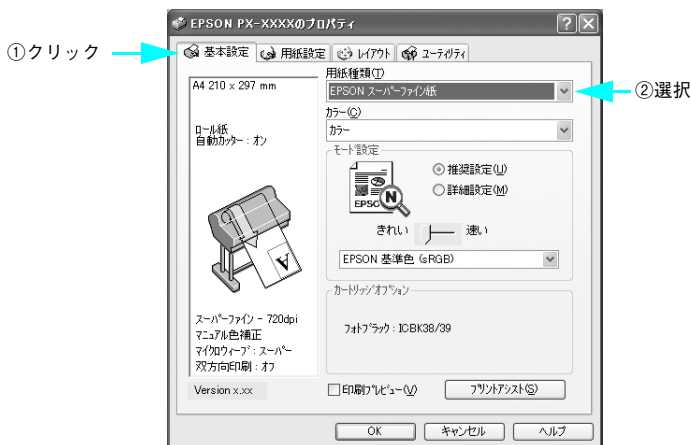 EPSON PX-XXXXのプロパティ
①クリック
基本設定
用紙設定
レイアウト
ユーティリティ
A4 210 x 297 mm
ロール紙
自動カッター : オン
用紙種類(T)
EPSON スーパーファイン紙
②選択
カラー(C)
カラー
モード設定
EPSO
N
推奨設定(U)
詳細設定(M)
きれい
速い
EPSON 基準色 (sRGB)
カートリッジオプション
フォトブラック : ICBK38/39
A
スーパーファイン - 720dpi
マニュアル色補正
マイクロウィーブ : スーパー
双方向印刷 : オフ
Version x.xx
印刷プレビュー(V)
プリントアシスト(S)
OK
キャンセル
ヘルプ